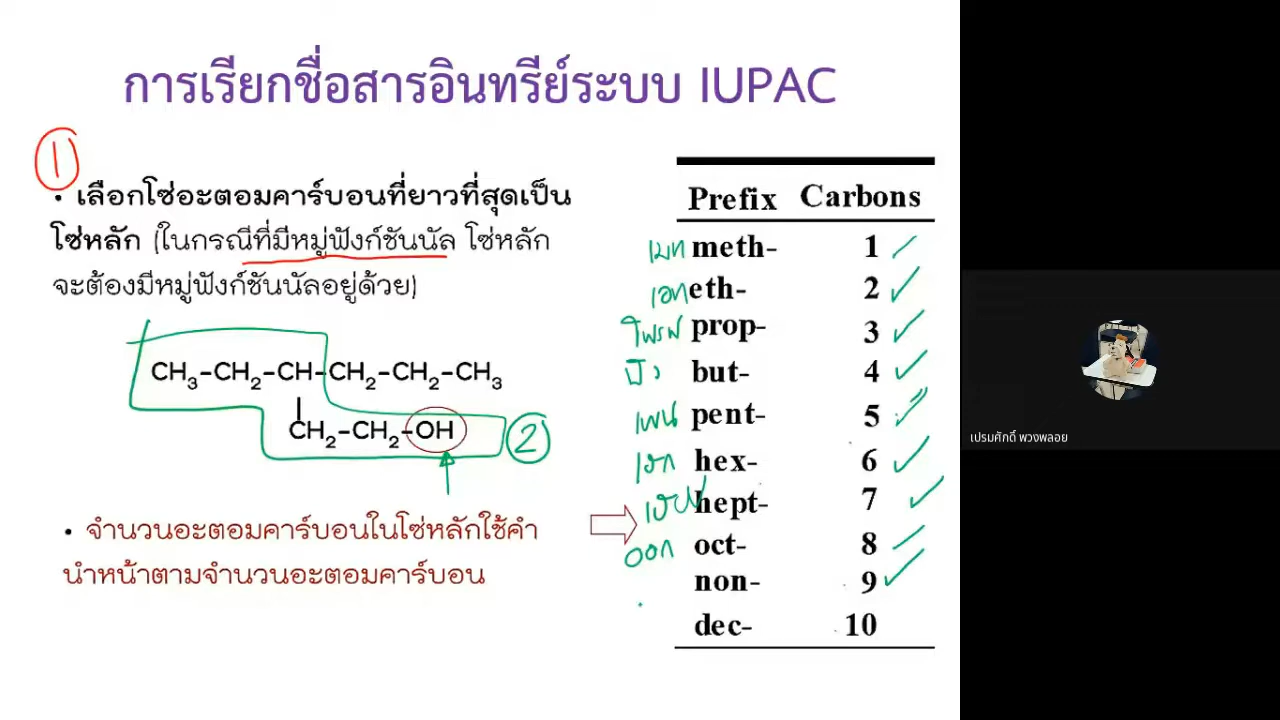 การเรียกชื่อสารอินทรีย์ระบบ IUPAC
1
• เลือกโซ่อะตอมคาร์บอนที่ยาวที่สุดเป็น
โซ่หลัก (ในกรณีที่มีหมู่ฟังก์ชันนัล โซ่หลัก
จะต้องมีหมู่ฟังก์ชันนัลอยู่ด้วย)
CH₃-CH₂-CH-CH₂-CH₂-CH₃
CH₂-CH₂-OH
2
• จำนวนอะตอมคาร์บอนในโซ่หลักใช้คำ
นำหน้าตามจำนวนอะตอมคาร์บอน
Prefix Carbons
เมท meth- 1
เอท eth- 2
โพรพ prop- 3
บิว but- 4
เพน pent- 5
เฮก hex- 6
เฮป hept- 7
ออก oct- 8
non- 9
dec- 10
เปรมศักดิ์ พวงพลอย